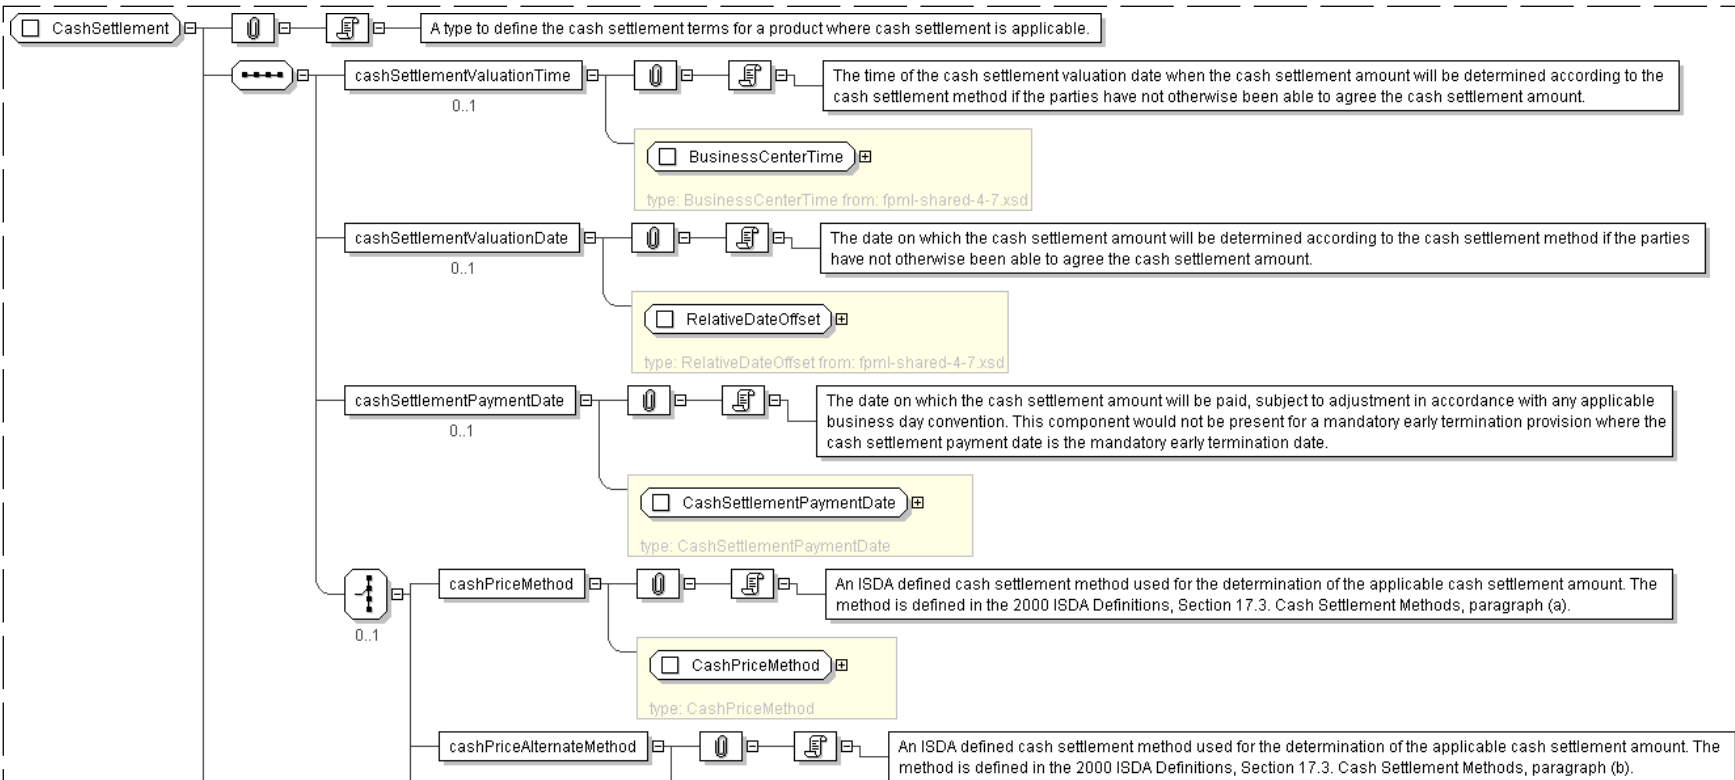 CashSettlement
A type to define the cash settlement terms for a product where cash settlement is applicable.
cashSettlementValuationTime
0..1
The time of the cash settlement valuation date when the cash settlement amount will be determined according to the
cash settlement method if the parties have not otherwise been able to agree the cash settlement amount.
BusinessCenterTime
type: BusinessCenterTime from: fpml-shared-4-7.xsd
cashSettlementValuationDate
0..1
The date on which the cash settlement amount will be determined according to the cash settlement method if the parties
have not otherwise been able to agree the cash settlement amount.
RelativeDateOffset
type: RelativeDateOffset from: fpml-shared-4-7.xsd
cashSettlementPaymentDate
0..1
The date on which the cash settlement amount will be paid, subject to adjustment in accordance with any applicable
business day convention. This component would not be present for a mandatory early termination provision where the
cash settlement payment date is the mandatory early termination date.
CashSettlementPaymentDate
type: CashSettlementPaymentDate
0..1
cashPriceMethod
An ISDA defined cash settlement method used for the determination of the applicable cash settlement amount. The
method is defined in the 2000 ISDA Definitions, Section 17.3. Cash Settlement Methods, paragraph (a).
CashPriceMethod
type: CashPriceMethod
cashPriceAlternateMethod
An ISDA defined cash settlement method used for the determination of the applicable cash settlement amount. The
method is defined in the 2000 ISDA Definitions, Section 17.3. Cash Settlement Methods, paragraph (b).